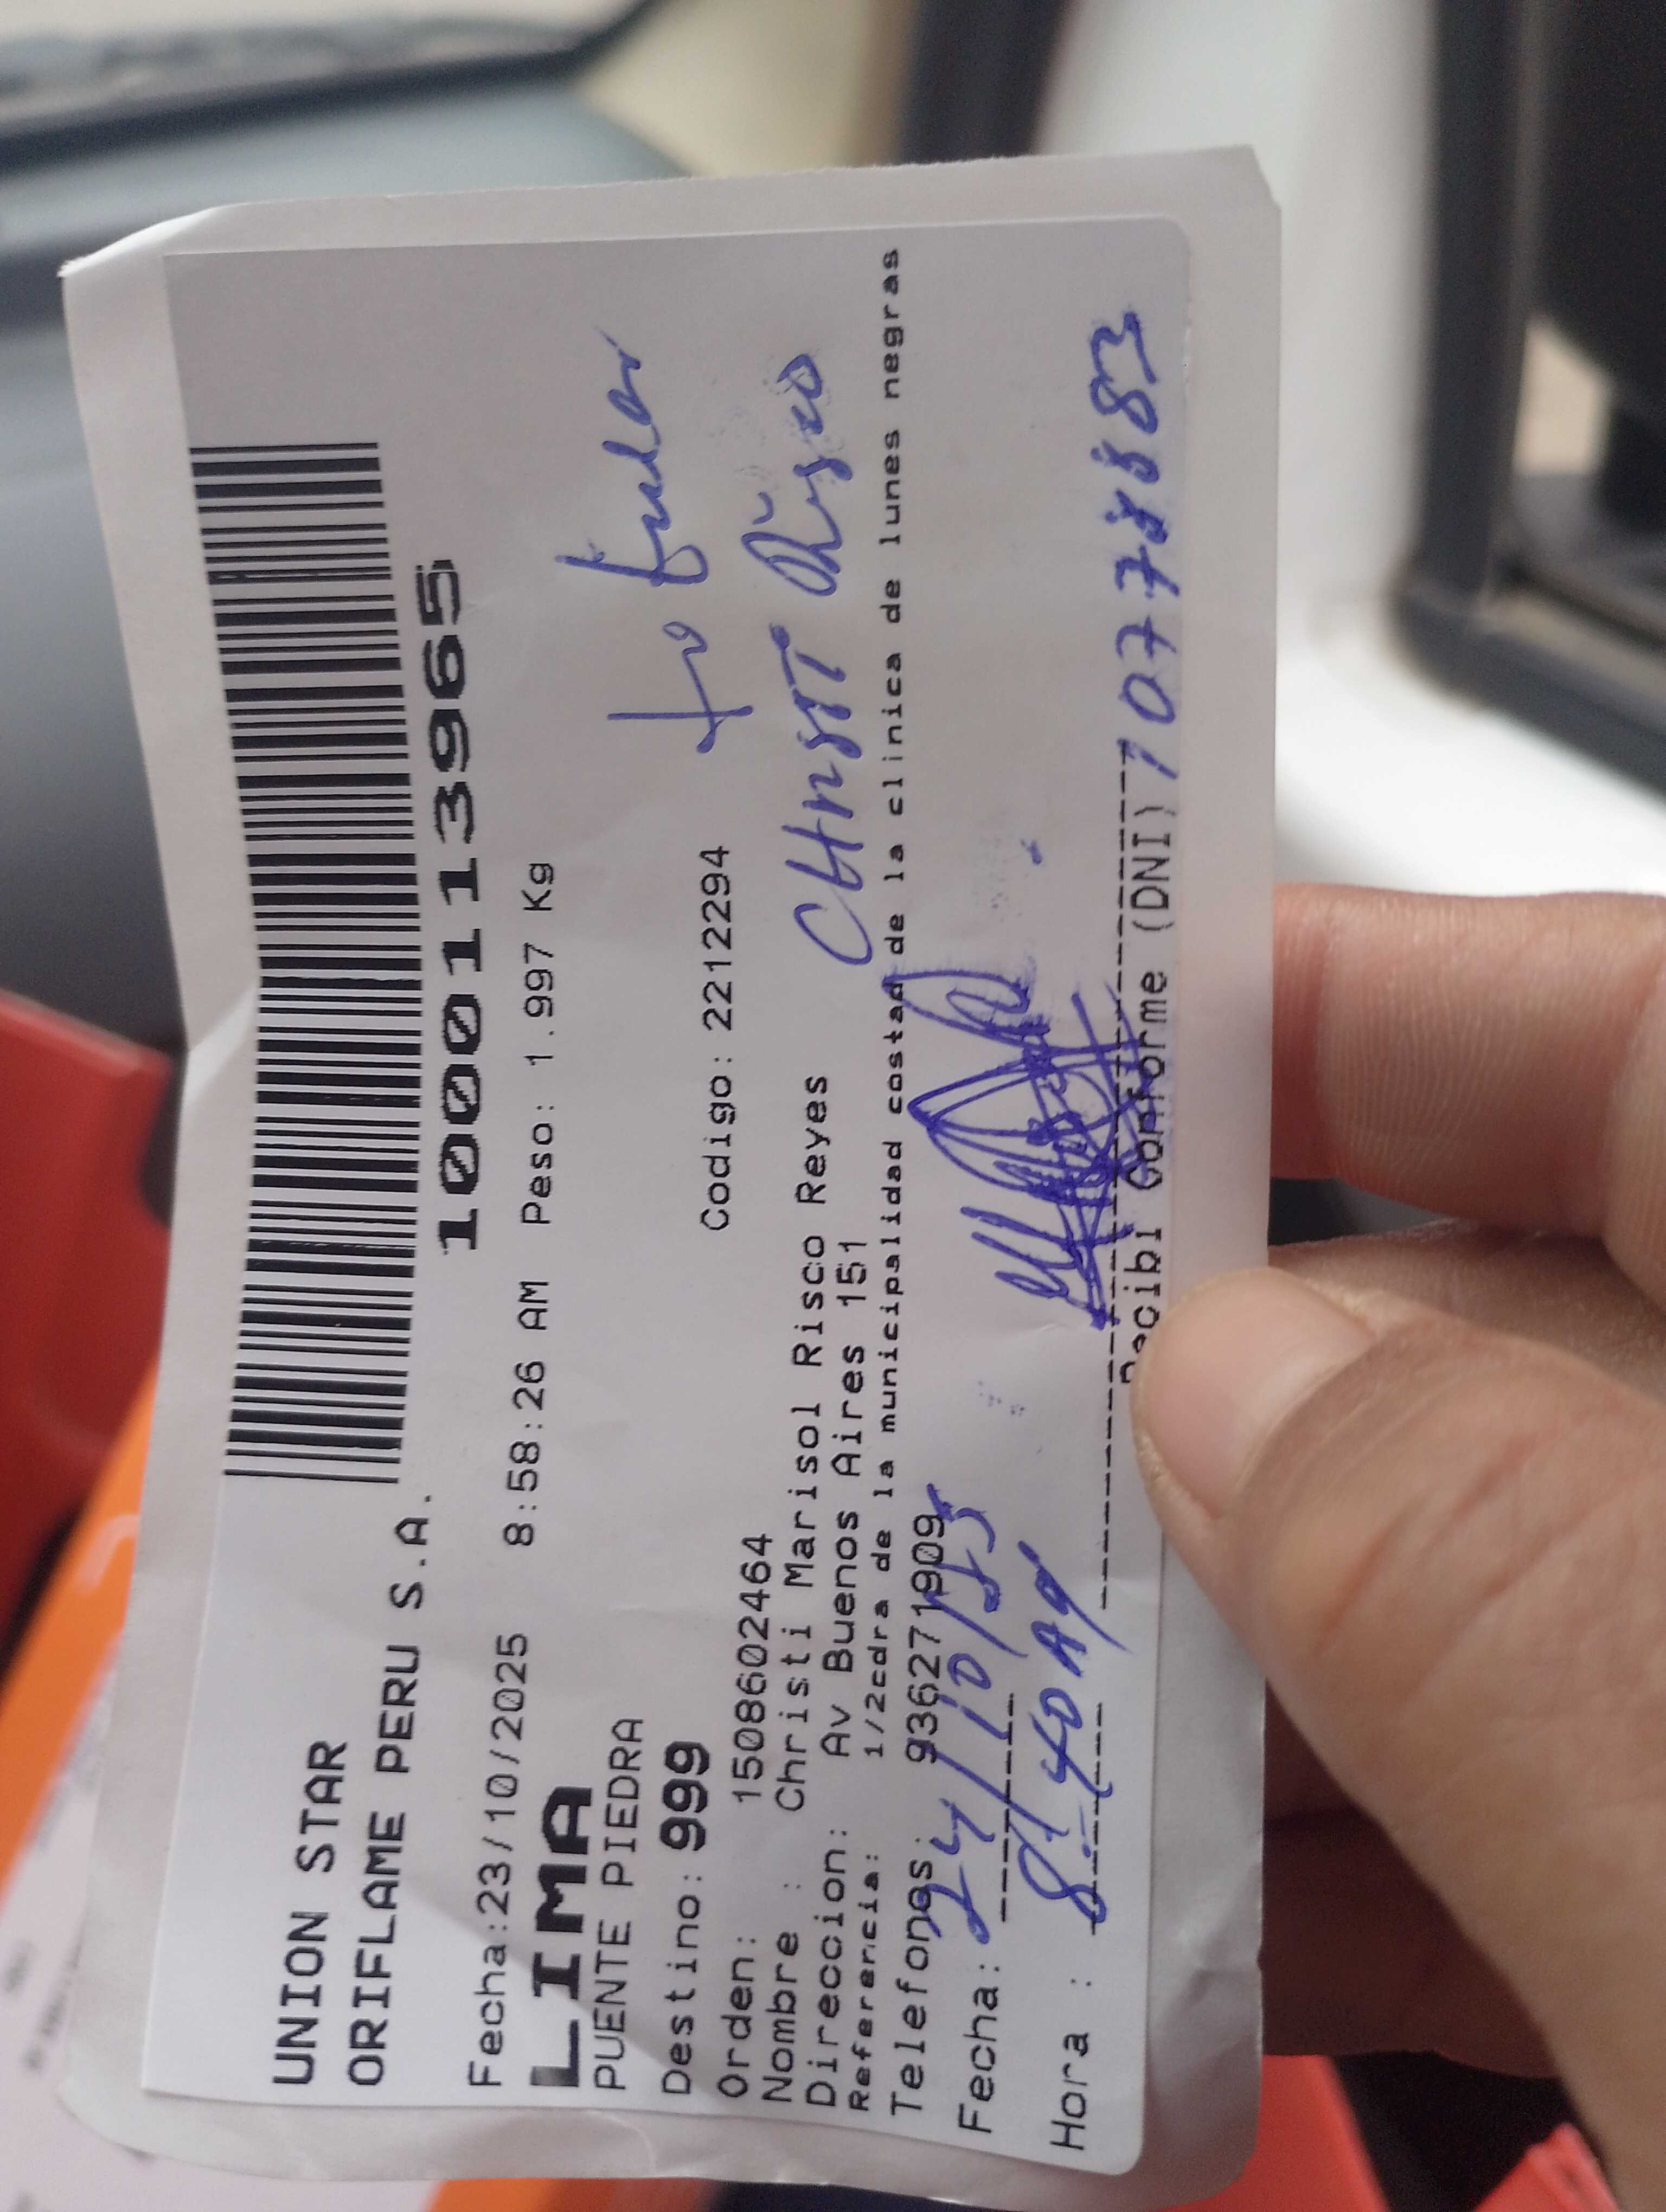 UNION STAR
ORIFLAME PERU S.A.
1000113965
Fecha:23/10/2025 8:58:26 AM Peso: 1.997 Kg
LIMA
PUENTE PIEDRA
Destino: 999
Orden: 1508602464 Codigo: 2212294
Nombre : Christi Marisol Risco Reyes
CHRISTI Risco
Direccion: Av Buenos Aires 151
Referencia: 1/2cdra de la municipalidad costad de la clinica de lunes negras
Telefonos: 936271909
Fecha: 24/10/25
Hora : 8:40 AM
Recibi Conforme (DNI)